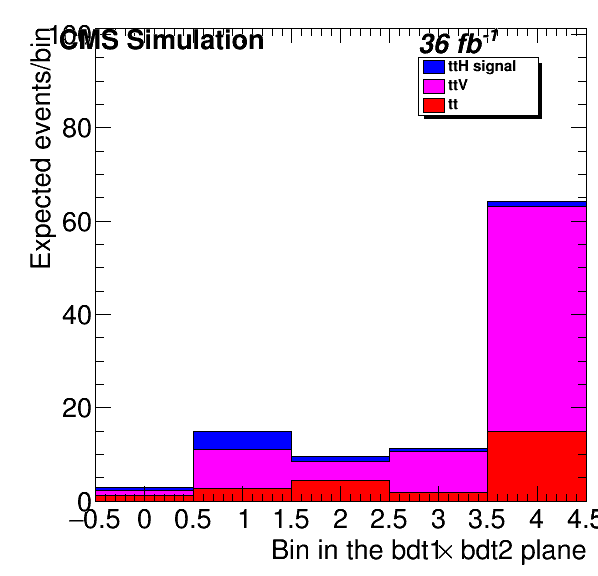 CMS Simulation
36 fb-1
ttH signal
ttV
tt
Expected events/bin
100
80
60
40
20
0
−0.5 0 0.5 1 1.5 2 2.5 3 3.5 4 4.5
Bin in the bdt1× bdt2 plane